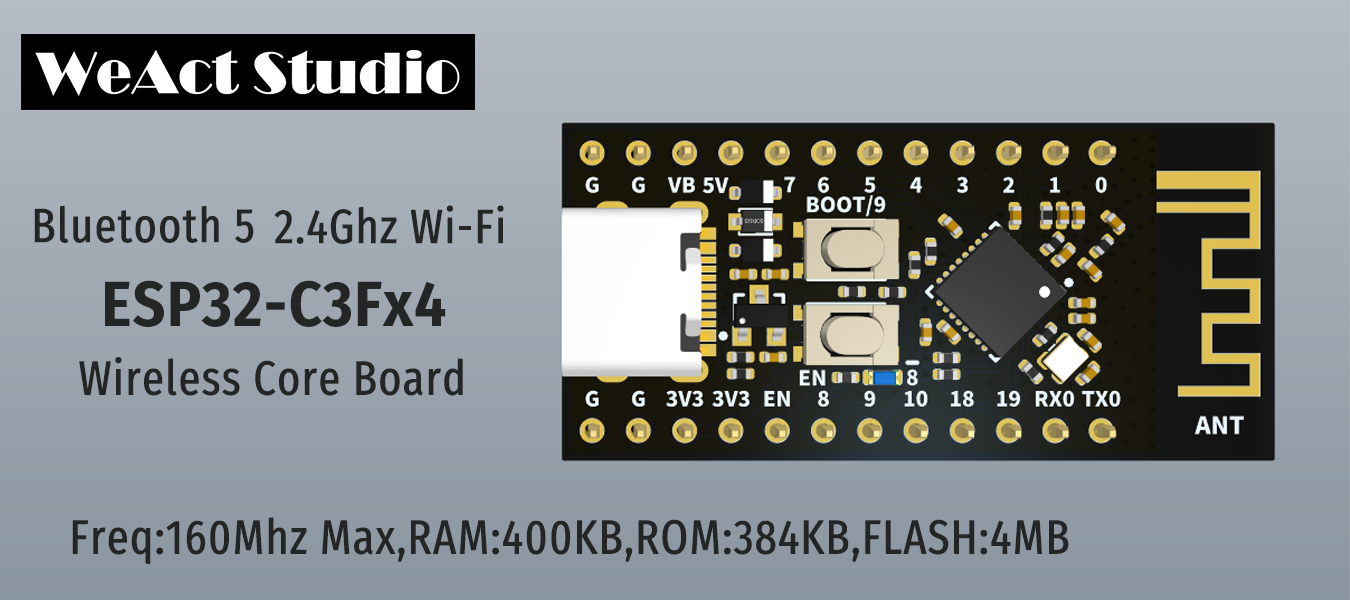 WeAct Studio
Bluetooth 5 2.4Ghz Wi-Fi
ESP32-C3Fx4
Wireless Core Board
G G VB 5V 7 6 5 4 3 2 1 0
BOOT/9
EN 8
G G 3V3 3V3 EN 8 9 10 18 19 RX0 TX0
ANT
Freq:160Mhz Max,RAM:400KB,ROM:384KB,FLASH:4MB